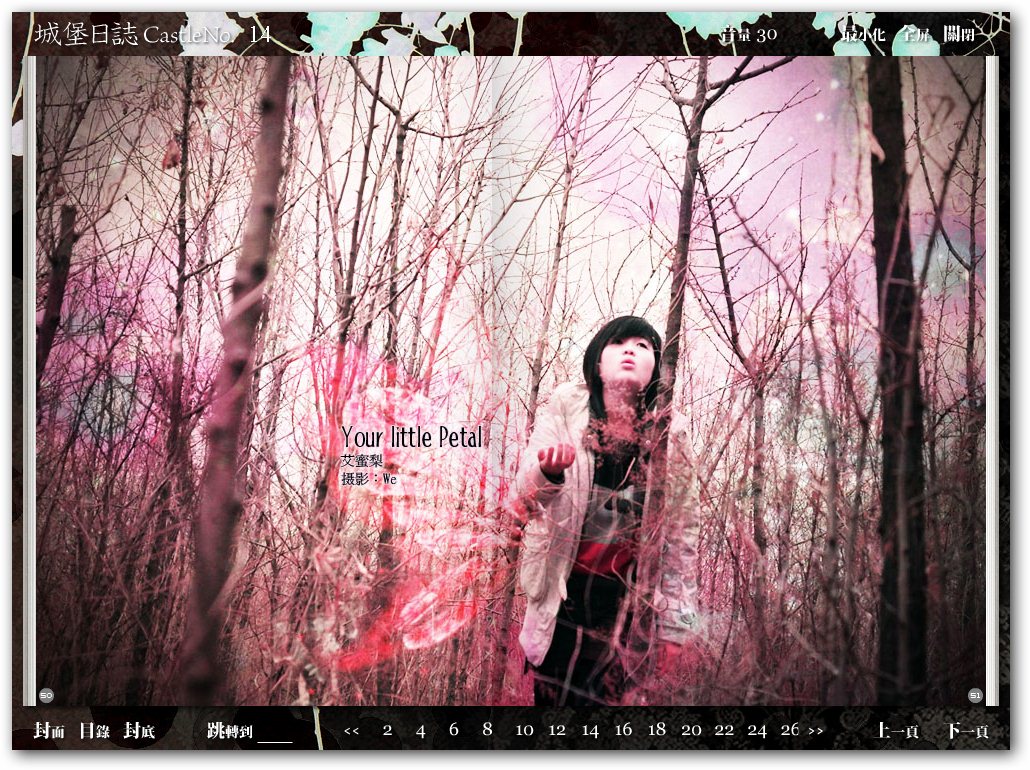 城堡日誌 CastleNo. 14
音量 30
最小化 全屏 關閉
Your little Petal
艾蜜梨
摄影：We
50
51
封面 目錄 封底 跳轉到
<< 2 4 6 8 10 12 14 16 18 20 22 24 26 >>
上一頁 下一頁